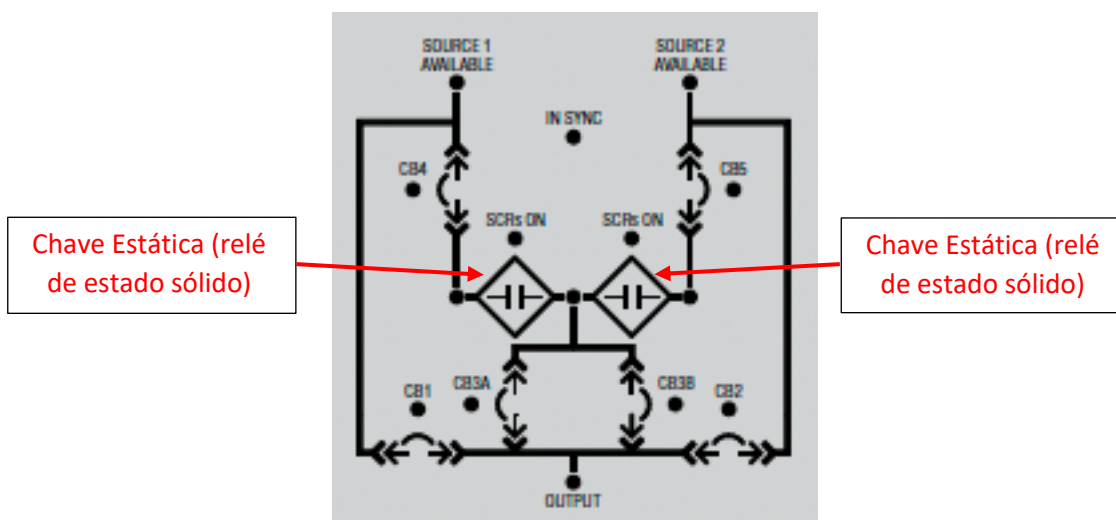 SOURCE 1
AVAILABLE
SOURCE 2
AVAILABLE
IN SYNC
CB4
CB5
SCRs ON
SCRs ON
Chave Estática (relé
de estado sólido)
Chave Estática (relé
de estado sólido)
CB1
CB3A
CB3B
CB2
OUTPUT